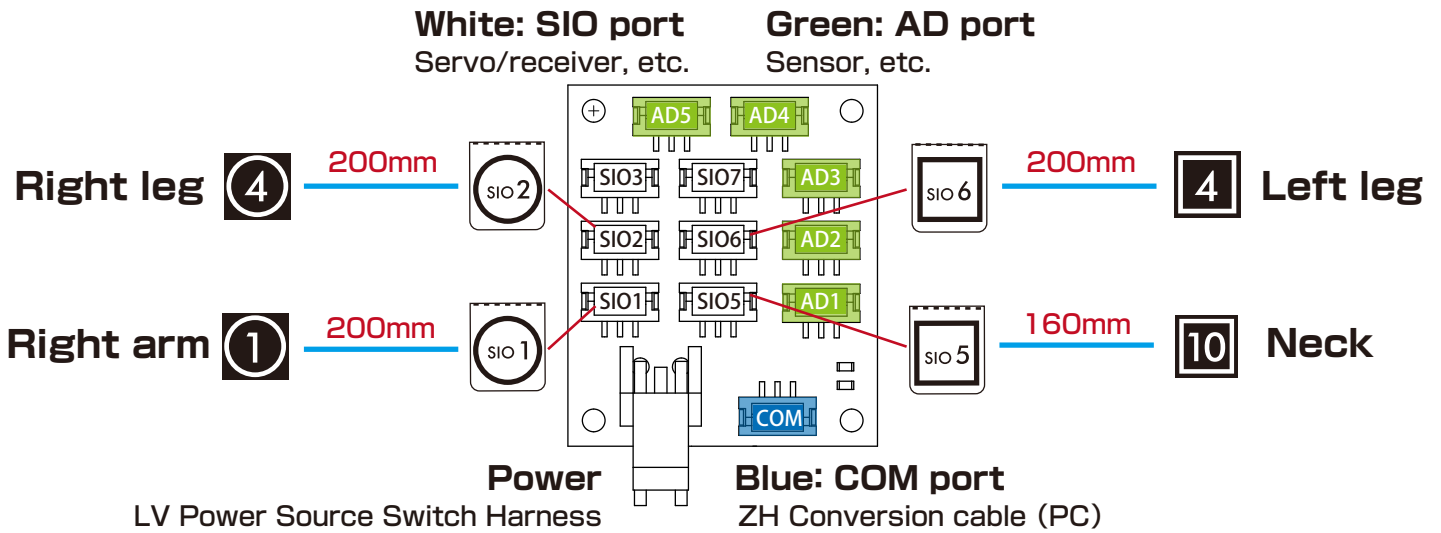 White: SIO port
Servo/receiver, etc.
Green: AD port
Sensor, etc.
AD5
AD4
Right leg
4
200mm
SIO 2
SIO3
SIO7
AD3
SIO 6
200mm
4
Left leg
SIO2
SIO6
AD2
Right arm
1
200mm
SIO 1
SIO1
SIO5
AD1
SIO 5
160mm
10
Neck
COM
Power
LV Power Source Switch Harness
Blue: COM port
ZH Conversion cable (PC)